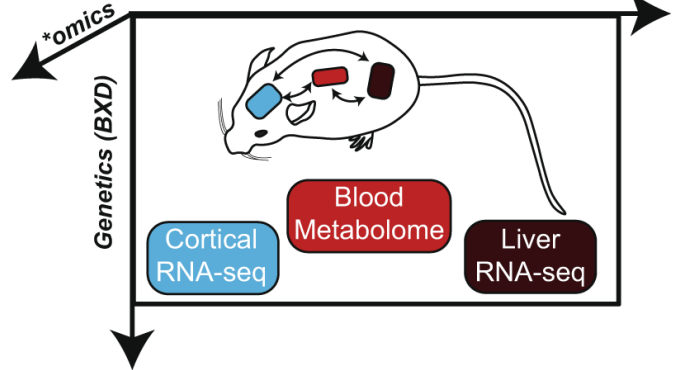 *omics
Genetics (BXD)
Blood
Metabolome
Cortical
RNA-seq
Liver
RNA-seq